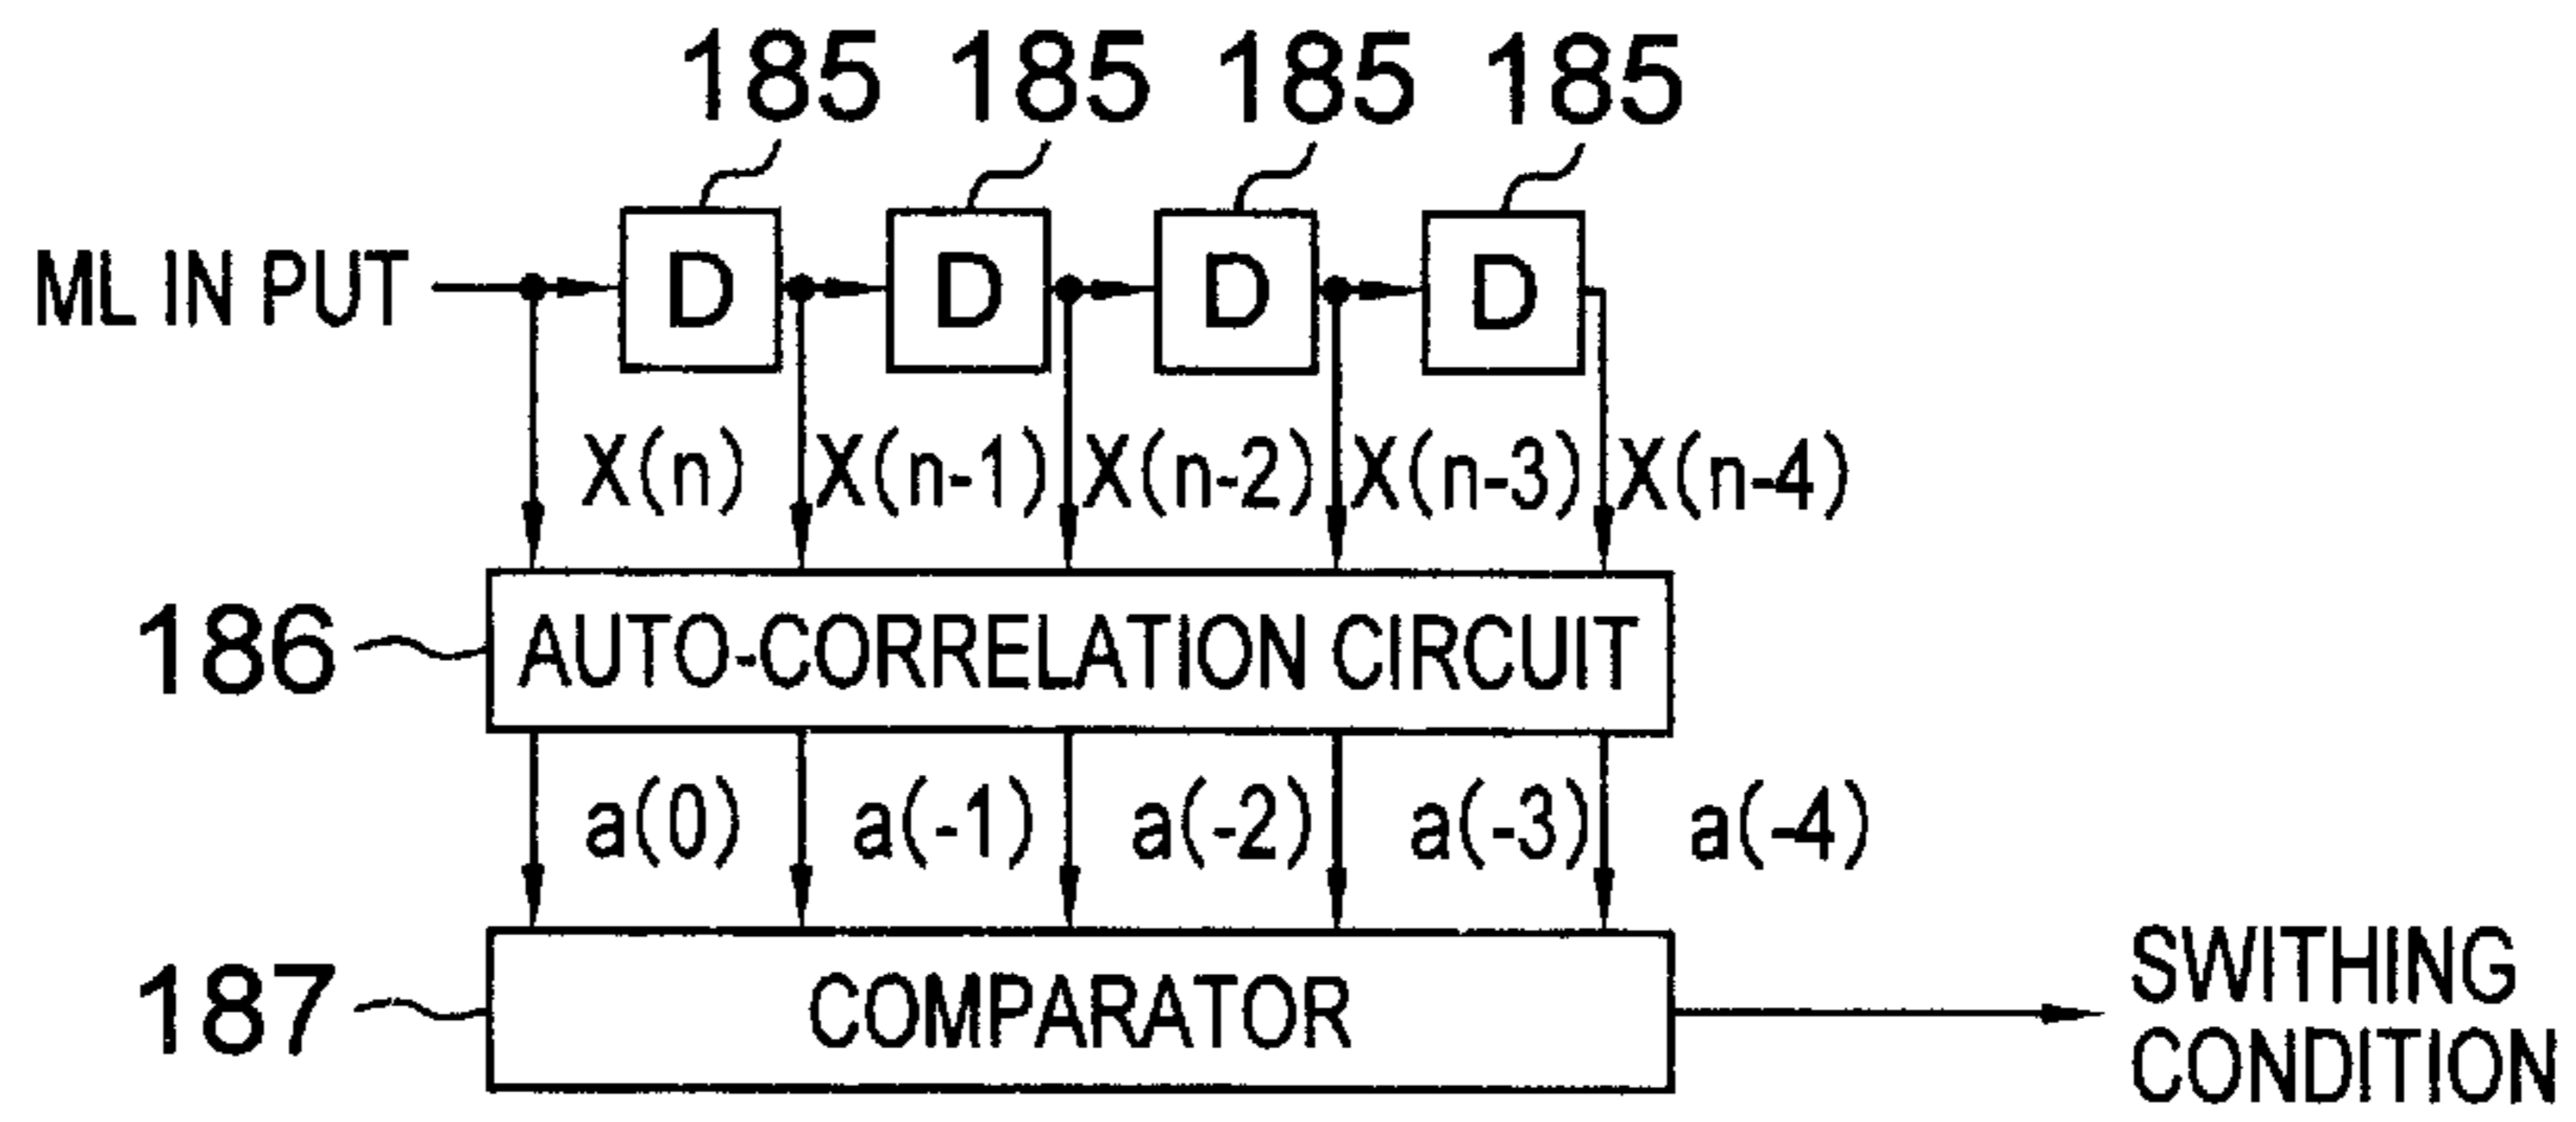 185 185 185 185
ML IN PUT D D D D
X(n) X(n-1) X(n-2) X(n-3) X(n-4)
186 AUTO-CORRELATION CIRCUIT
a(0) a(-1) a(-2) a(-3) a(-4)
187 COMPARATOR
SWITHING
CONDITION